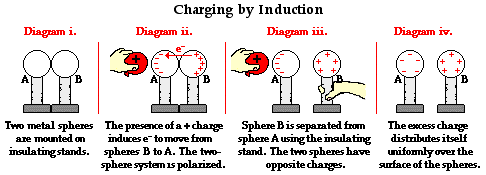 Charging by Induction
Diagram i.
A
B
Two metal spheres
are mounted on
insulating stands.
Diagram ii.
+
e⁻
A
B
The presence of a + charge
induces e⁻ to move from
spheres B to A. The two-
sphere system is polarized.
Diagram iii.
+
A
B
Sphere B is separated from
sphere A using the insulating
stand. The two spheres have
opposite charges.
Diagram iv.
A
B
The excess charge
distributes itself
uniformly over the
surface of the spheres.